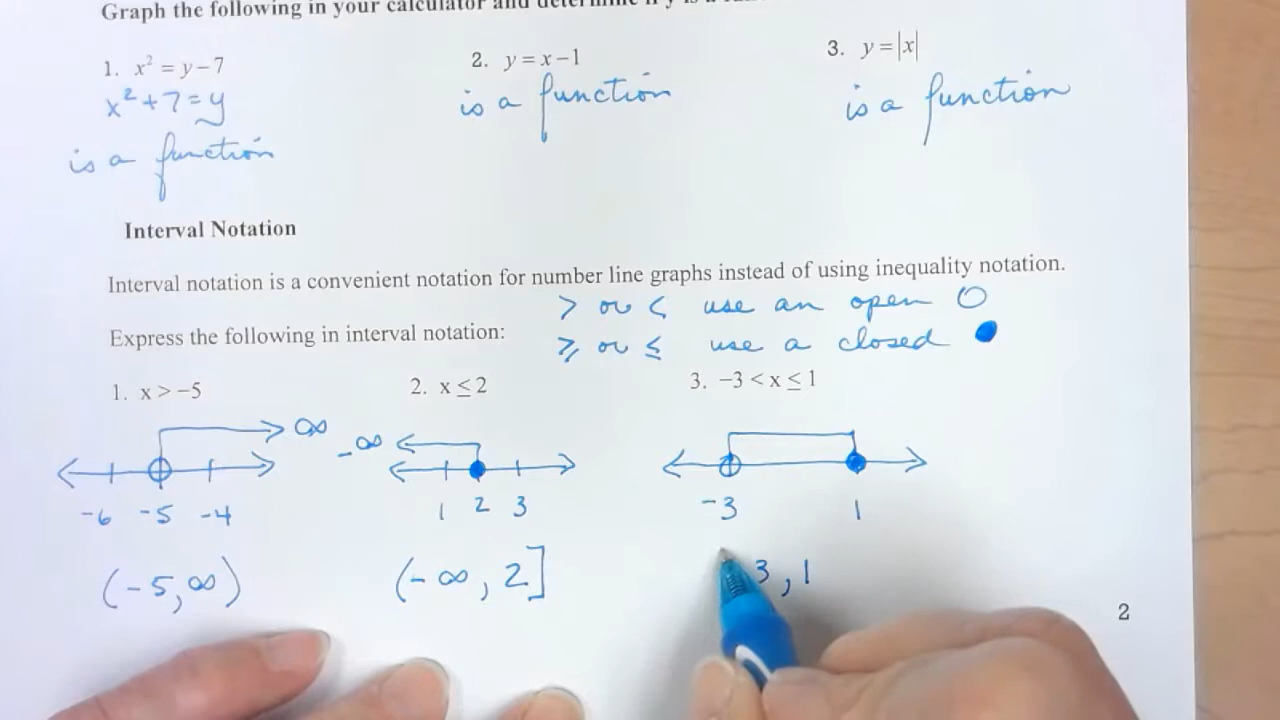 Graph the following in your calculator and determine if y is a
1. x² = y − 7
2. y = x − 1
3. y = |x|
x² + 7 = y
is a function
is a function
is a function
Interval Notation
Interval notation is a convenient notation for number line graphs instead of using inequality notation.
> or < use an open O
Express the following in interval notation:
≥ or ≤ use a closed ●
1. x > −5
2. x ≤ 2
3. −3 < x ≤ 1
∞
-∞
-6 -5 -4
1 2 3
-3 1
(-5, ∞)
(-∞, 2]
3, 1
2